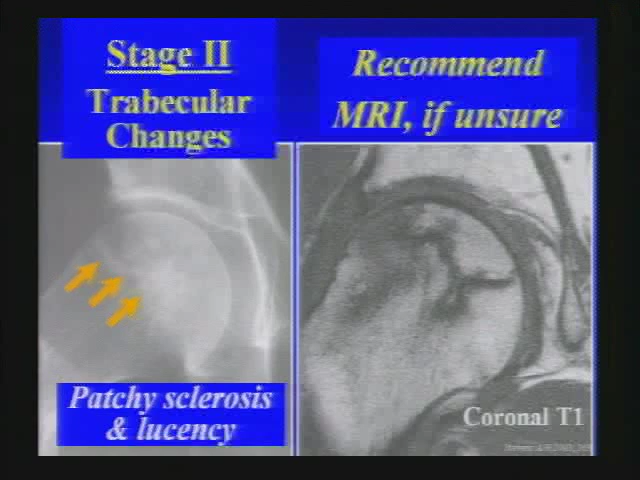 Stage II
Trabecular
Changes
Recommend
MRI, if unsure
Patchy sclerosis
& lucency
Coronal T1